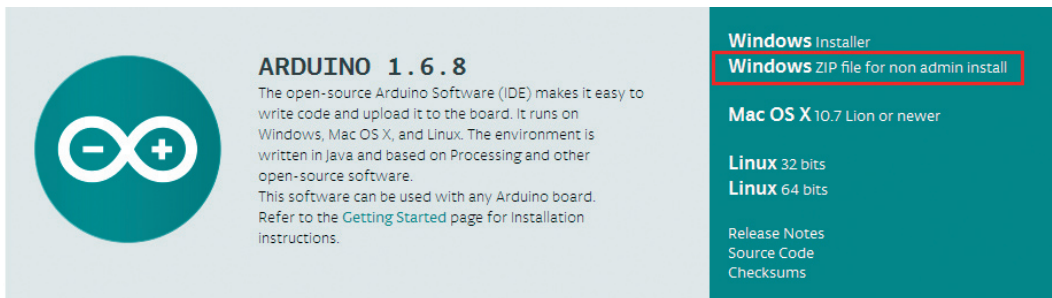 ARDUINO 1.6.8
The open-source Arduino Software (IDE) makes it easy to
write code and upload it to the board. It runs on
Windows, Mac OS X, and Linux. The environment is
written in Java and based on Processing and other
open-source software.
This software can be used with any Arduino board.
Refer to the Getting Started page for Installation
instructions.
Windows Installer
Windows ZIP file for non admin install
Mac OS X 10.7 Lion or newer
Linux 32 bits
Linux 64 bits
Release Notes
Source Code
Checksums